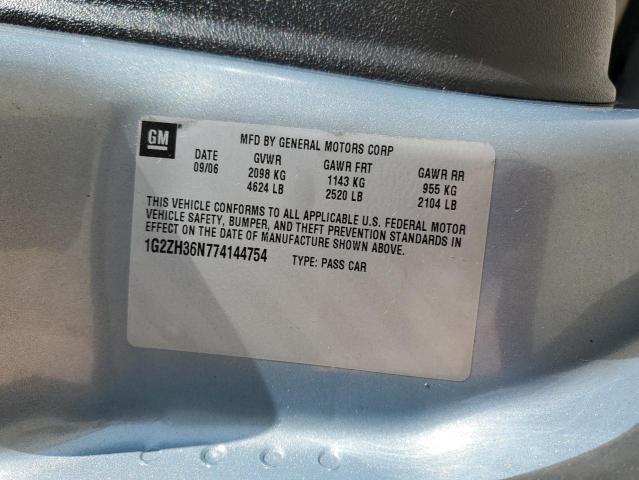 GM
MFD BY GENERAL MOTORS CORP
DATE GVWR GAWR FRT GAWR RR
09/06 2098 KG 1143 KG 955 KG
4624 LB 2520 LB 2104 LB
THIS VEHICLE CONFORMS TO ALL APPLICABLE U.S. FEDERAL MOTOR
VEHICLE SAFETY, BUMPER, AND THEFT PREVENTION STANDARDS IN
EFFECT ON THE DATE OF MANUFACTURE SHOWN ABOVE.
1G2ZH36N774144754 TYPE: PASS CAR